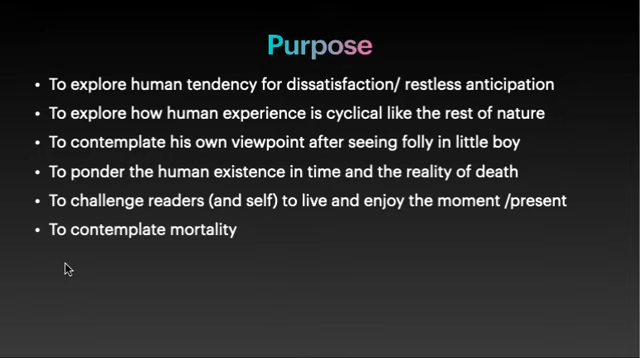 Purpose
• To explore human tendency for dissatisfaction/ restless anticipation
• To explore how human experience is cyclical like the rest of nature
• To contemplate his own viewpoint after seeing folly in little boy
• To ponder the human existence in time and the reality of death
• To challenge readers (and self) to live and enjoy the moment /present
• To contemplate mortality